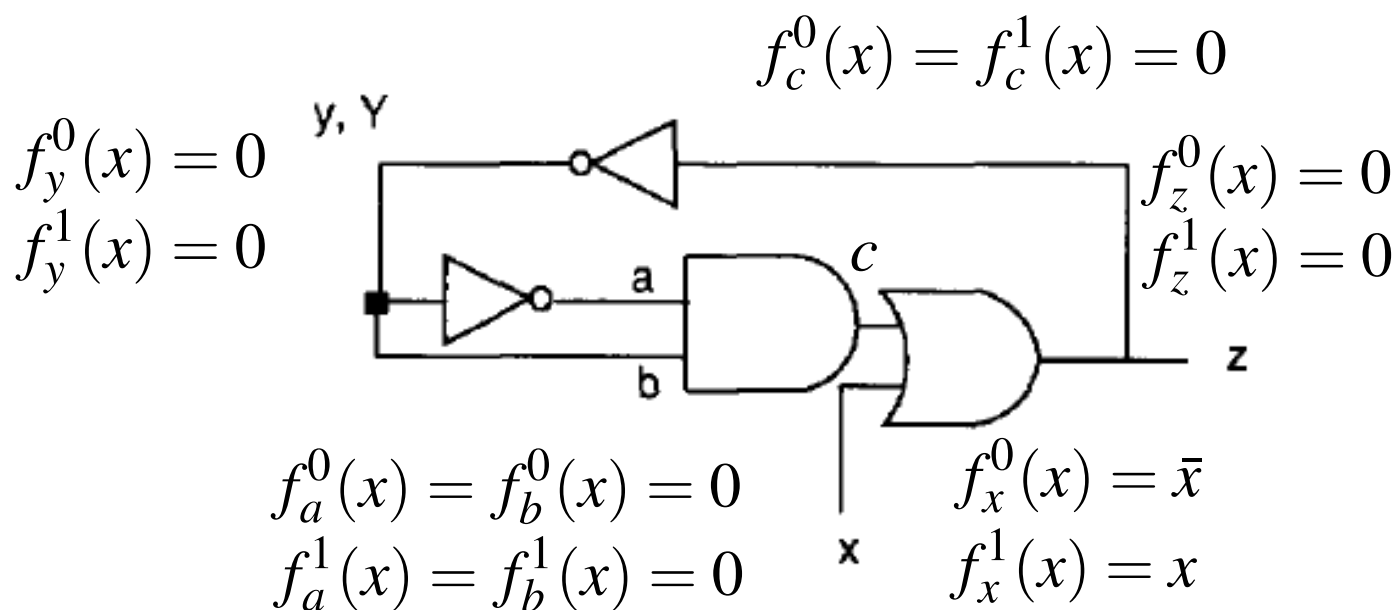 $f_c^0(x) = f_c^1(x) = 0$
y, Y
$f_y^0(x) = 0$
$f_y^1(x) = 0$
$f_z^0(x) = 0$
$f_z^1(x) = 0$
a
c
b
z
$f_a^0(x) = f_b^0(x) = 0$
$f_a^1(x) = f_b^1(x) = 0$
x
$f_x^0(x) = \bar{x}$
$f_x^1(x) = x$